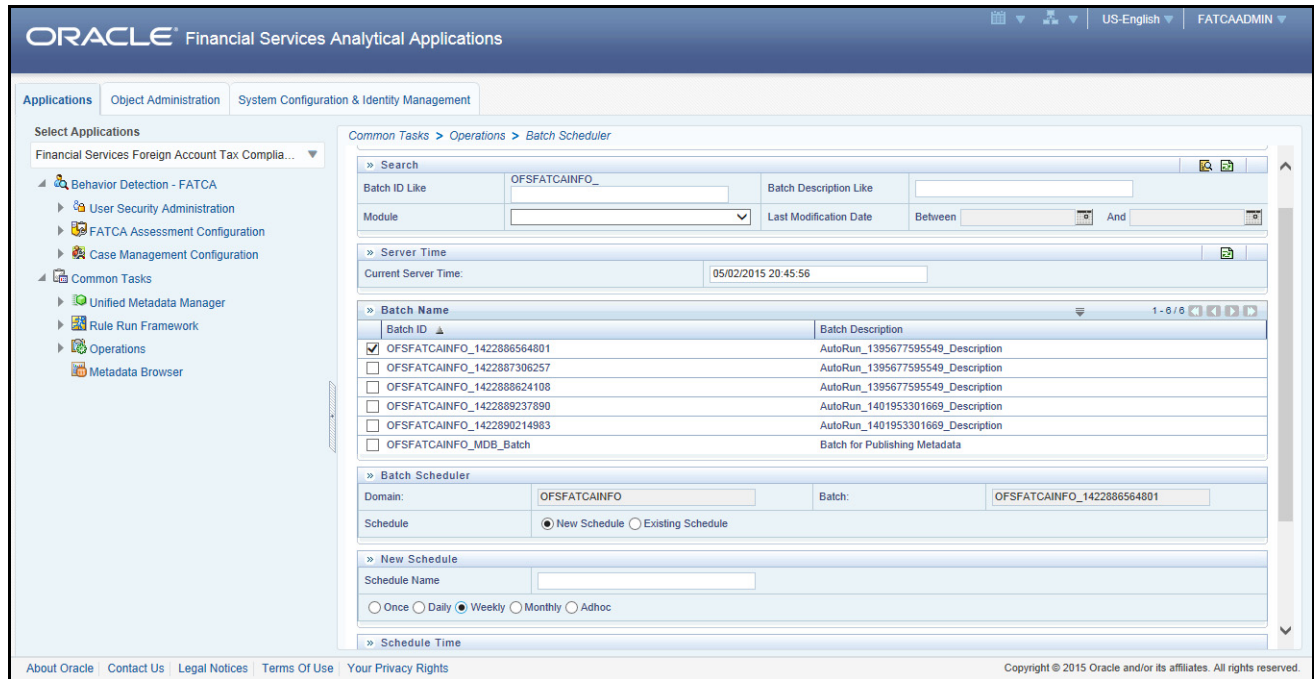 ORACLE Financial Services Analytical Applications
US-English
FATCAADMIN
Applications
Object Administration
System Configuration & Identity Management
Select Applications
Financial Services Foreign Account Tax Complia...
Behavior Detection - FATCA
User Security Administration
FATCA Assessment Configuration
Case Management Configuration
Common Tasks
Unified Metadata Manager
Rule Run Framework
Operations
Metadata Browser
Common Tasks > Operations > Batch Scheduler
» Search
Batch ID Like OFSFATCAINFO_ Batch Description Like
Module Last Modification Date Between And
» Server Time
Current Server Time: 05/02/2015 20:45:56
» Batch Name 1 - 6 / 6
Batch ID Batch Description
OFSFATCAINFO_1422886564801 AutoRun_1395677595549_Description
OFSFATCAINFO_1422887306257 AutoRun_1395677595549_Description
OFSFATCAINFO_1422888624108 AutoRun_1395677595549_Description
OFSFATCAINFO_1422889237890 AutoRun_1401953301669_Description
OFSFATCAINFO_1422890214983 AutoRun_1401953301669_Description
OFSFATCAINFO_MDB_Batch Batch for Publishing Metadata
» Batch Scheduler
Domain: OFSFATCAINFO Batch: OFSFATCAINFO_1422886564801
Schedule New Schedule Existing Schedule
» New Schedule
Schedule Name
Once Daily Weekly Monthly Adhoc
» Schedule Time
About Oracle Contact Us Legal Notices Terms Of Use Your Privacy Rights Copyright © 2015 Oracle and/or its affiliates. All rights reserved.